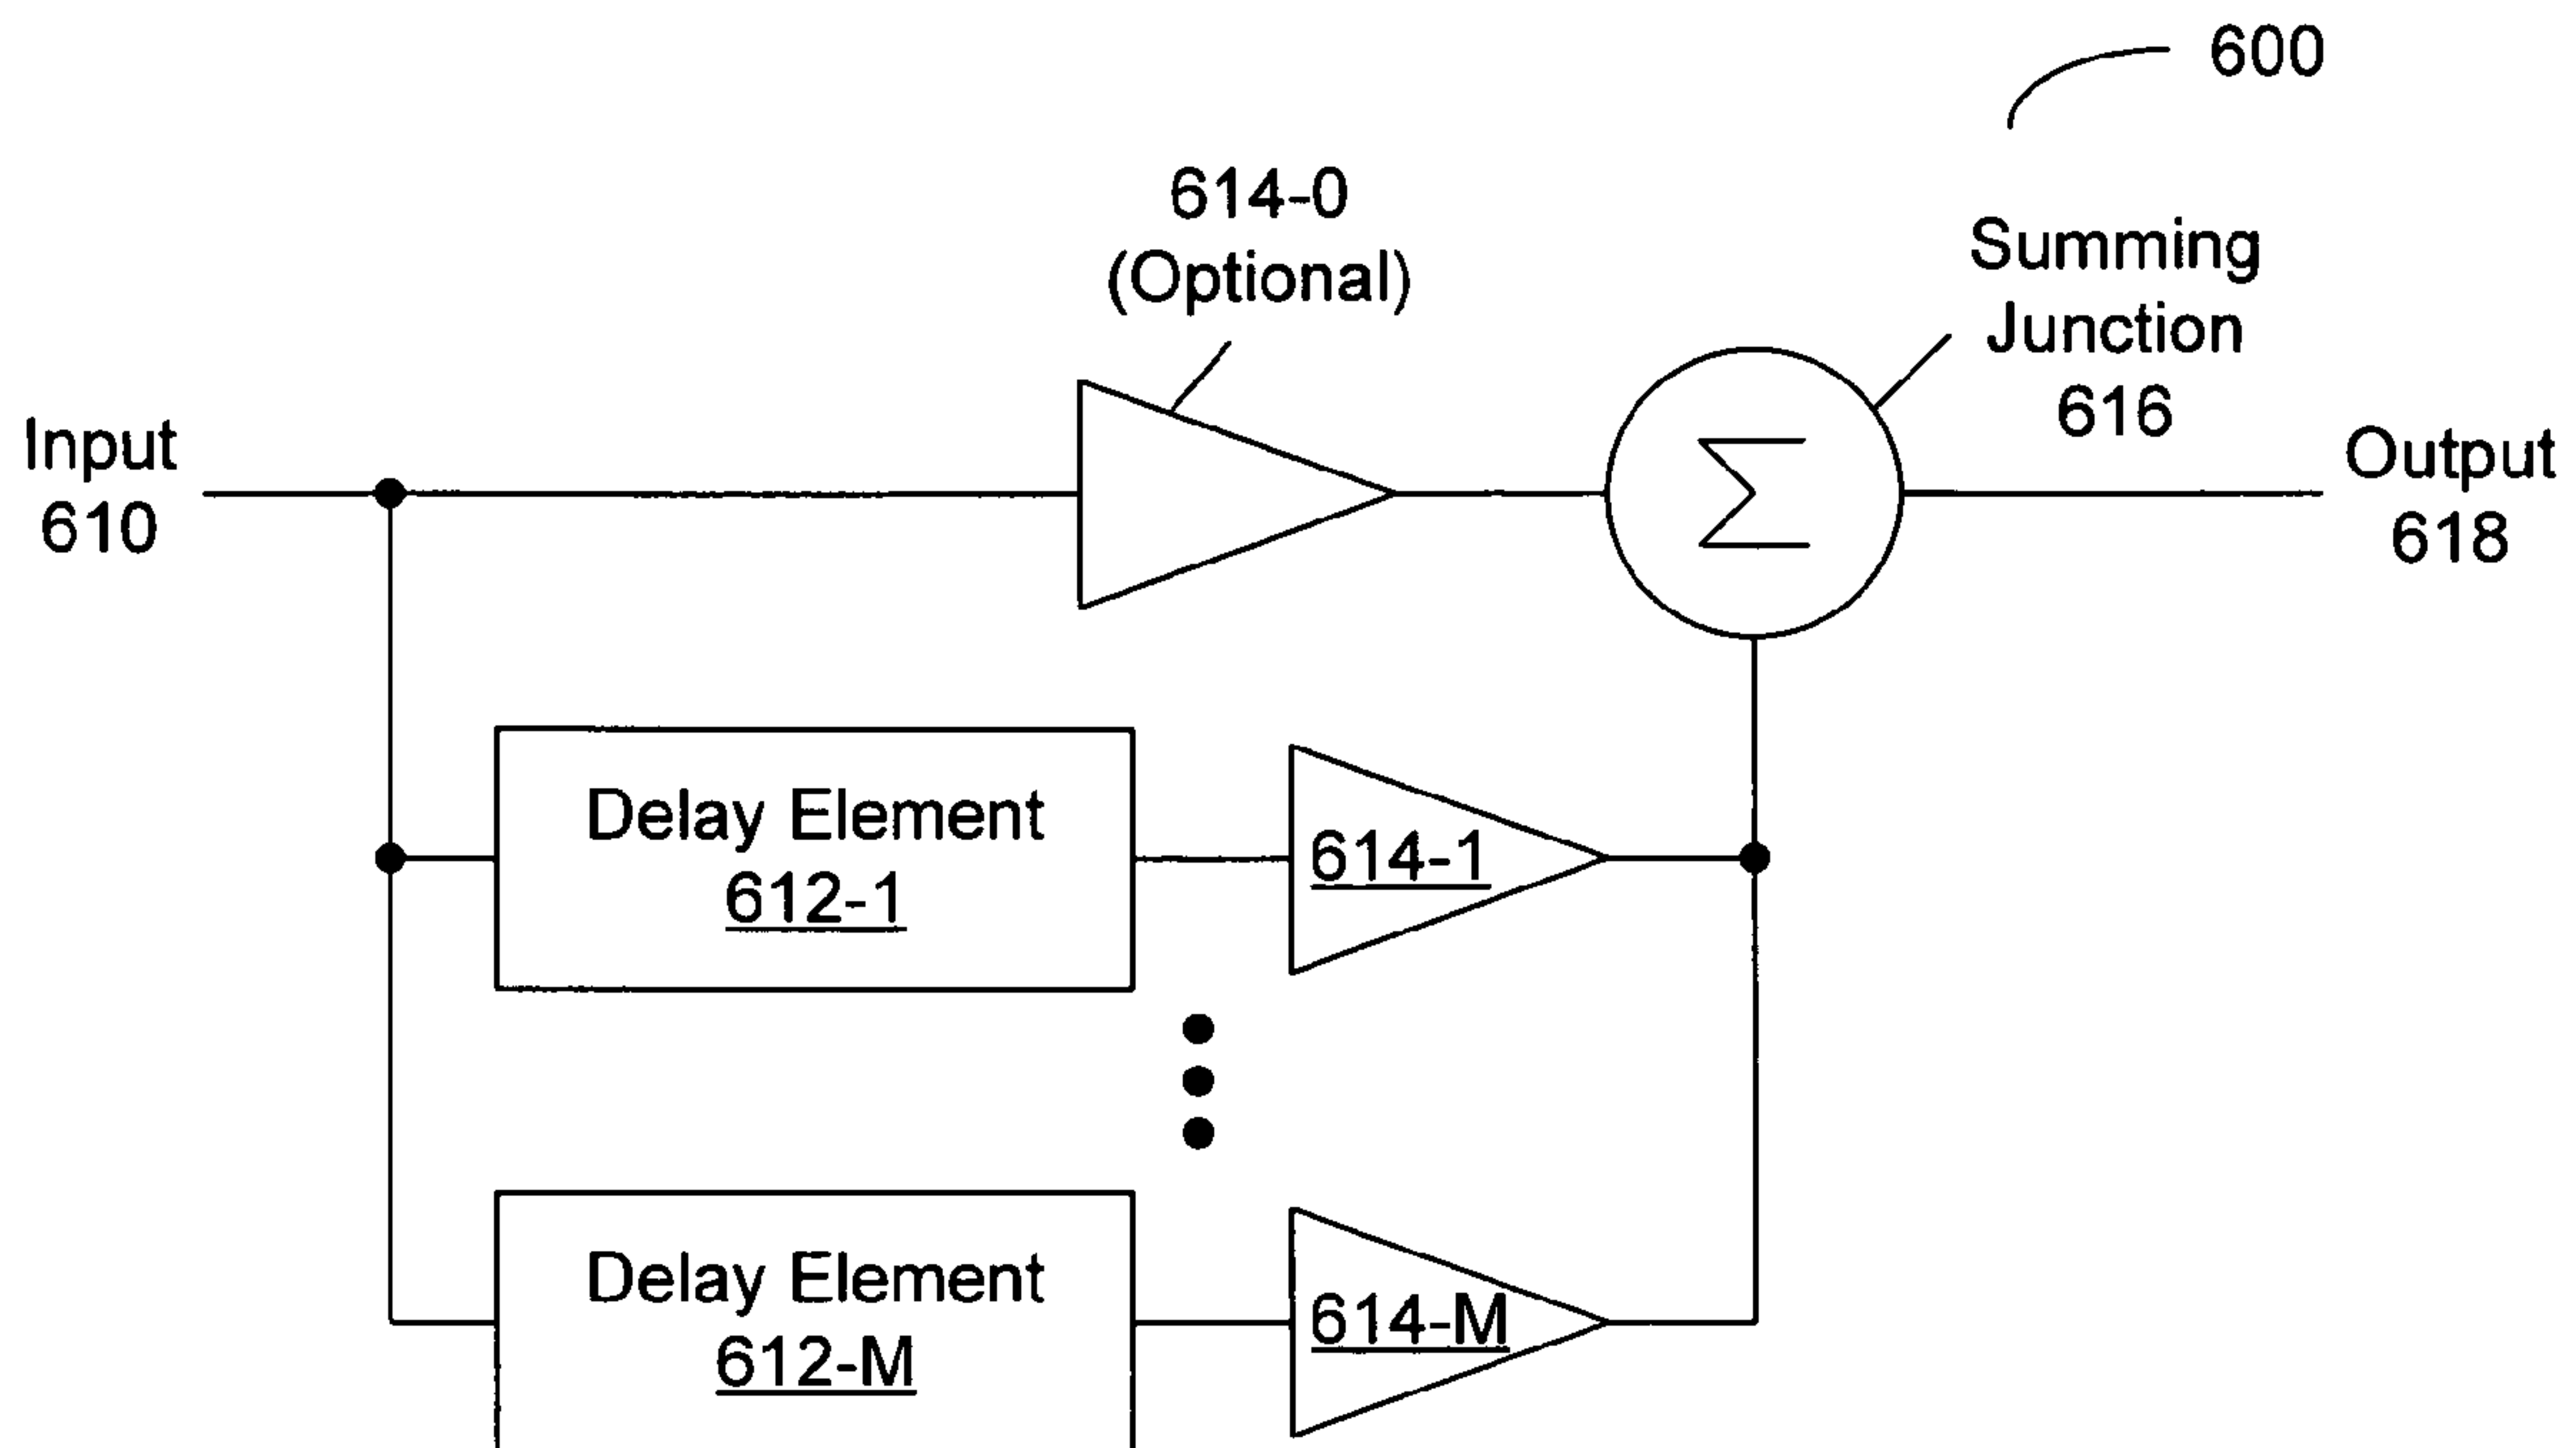 600
614-0
(Optional)
Summing
Junction
616
Input
610
Σ
Output
618
Delay Element
612-1
614-1
Delay Element
612-M
614-M